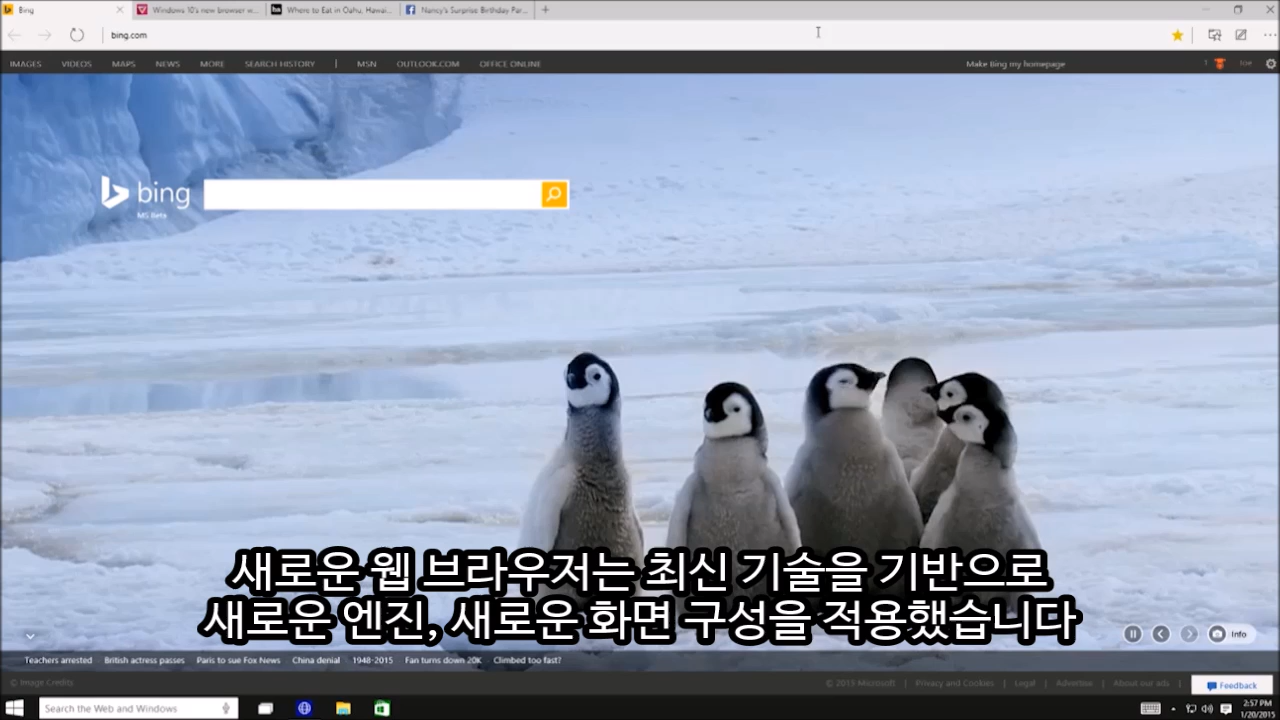 Bing
Windows 10's new browser w...
Where to Eat in Oahu, Hawai...
Nancy's Surprise Birthday Par...
bing.com
IMAGES VIDEOS MAPS NEWS MORE SEARCH HISTORY | MSN OUTLOOK.COM OFFICE ONLINE
Make Bing my homepage
1
Joe
bing
MS Beta
새로운 웹 브라우저는 최신 기술을 기반으로
새로운 엔진, 새로운 화면 구성을 적용했습니다
Info
Teachers arrested British actress passes Paris to sue Fox News China denial 1948-2015 Fan turns down 20K Climbed too fast?
© Image Credits
© 2015 Microsoft | Privacy and Cookies | Legal | Advertise | About our ads |
Feedback
Search the Web and Windows
2:57 PM
1/20/2015